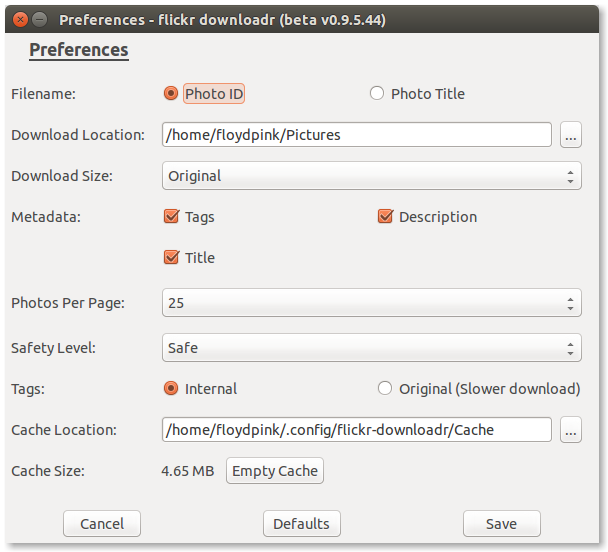 Preferences - flickr downloadr (beta v0.9.5.44)
Preferences
Filename: Photo ID Photo Title
Download Location: /home/floydpink/Pictures ...
Download Size: Original
Metadata: Tags Description
Title
Photos Per Page: 25
Safety Level: Safe
Tags: Internal Original (Slower download)
Cache Location: /home/floydpink/.config/flickr-downloadr/Cache ...
Cache Size: 4.65 MB Empty Cache
Cancel Defaults Save